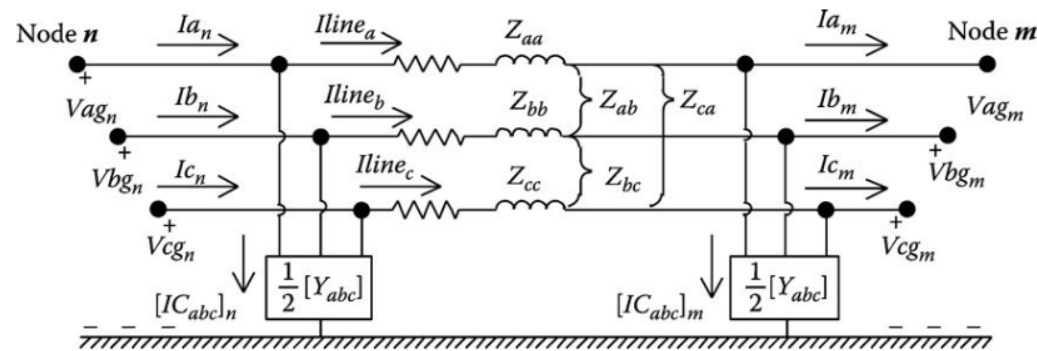 Node n Ia_n Iline_a Z_aa Ia_m Node m
+ Vag_n Ib_n Iline_b Z_bb Z_ab Z_ca Ib_m Vag_m
+ Vbg_n Ic_n Iline_c Z_cc Z_bc Ic_m + Vbg_m
+ Vcg_n + Vcg_m
[IC_abc]_n 1/2 [Y_abc] [IC_abc]_m 1/2 [Y_abc]